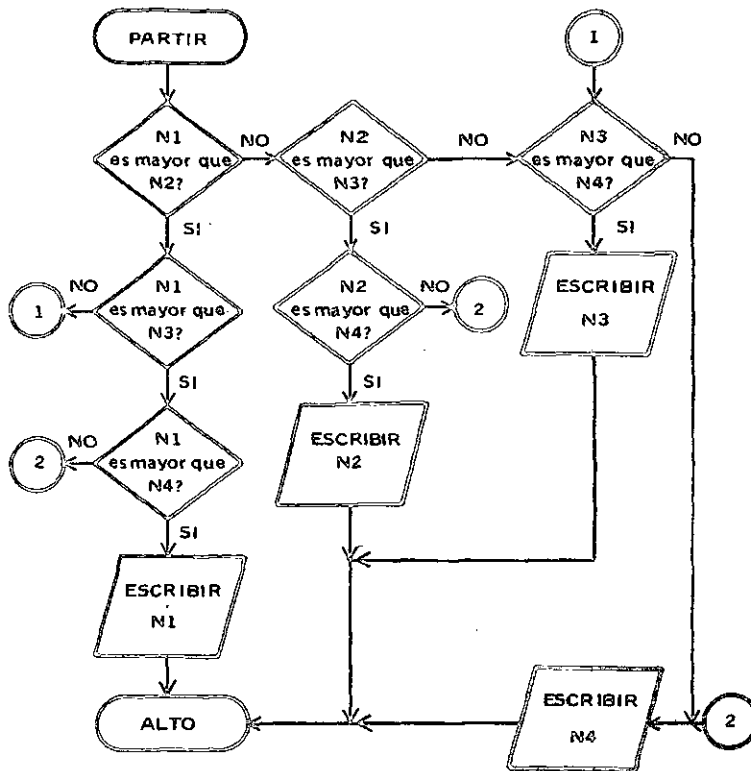 PARTIR
1
N1
es mayor que
N2?
NO
N2
es mayor que
N3?
NO
N3
es mayor que
N4?
NO
SI
SI
SI
1
NO
N1
es mayor que
N3?
N2
es mayor que
N4?
NO
2
ESCRIBIR
N3
SI
SI
2
NO
N1
es mayor que
N4?
ESCRIBIR
N2
SI
ESCRIBIR
N1
ALTO
ESCRIBIR
N4
2